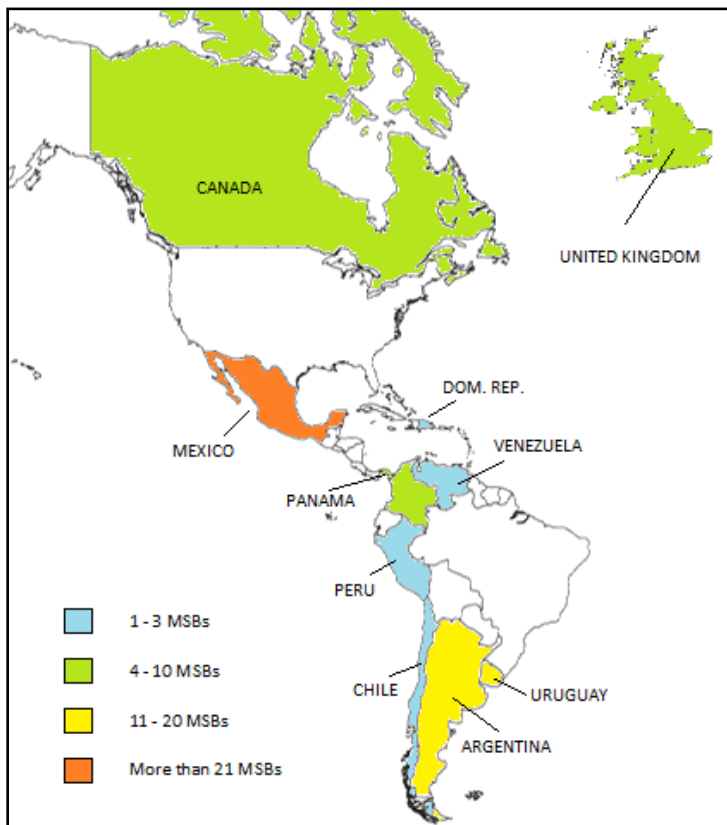 CANADA
UNITED KINGDOM
DOM. REP.
MEXICO
VENEZUELA
PANAMA
PERU
1 - 3 MSBs
4 - 10 MSBs
CHILE
URUGUAY
11 - 20 MSBs
ARGENTINA
More than 21 MSBs